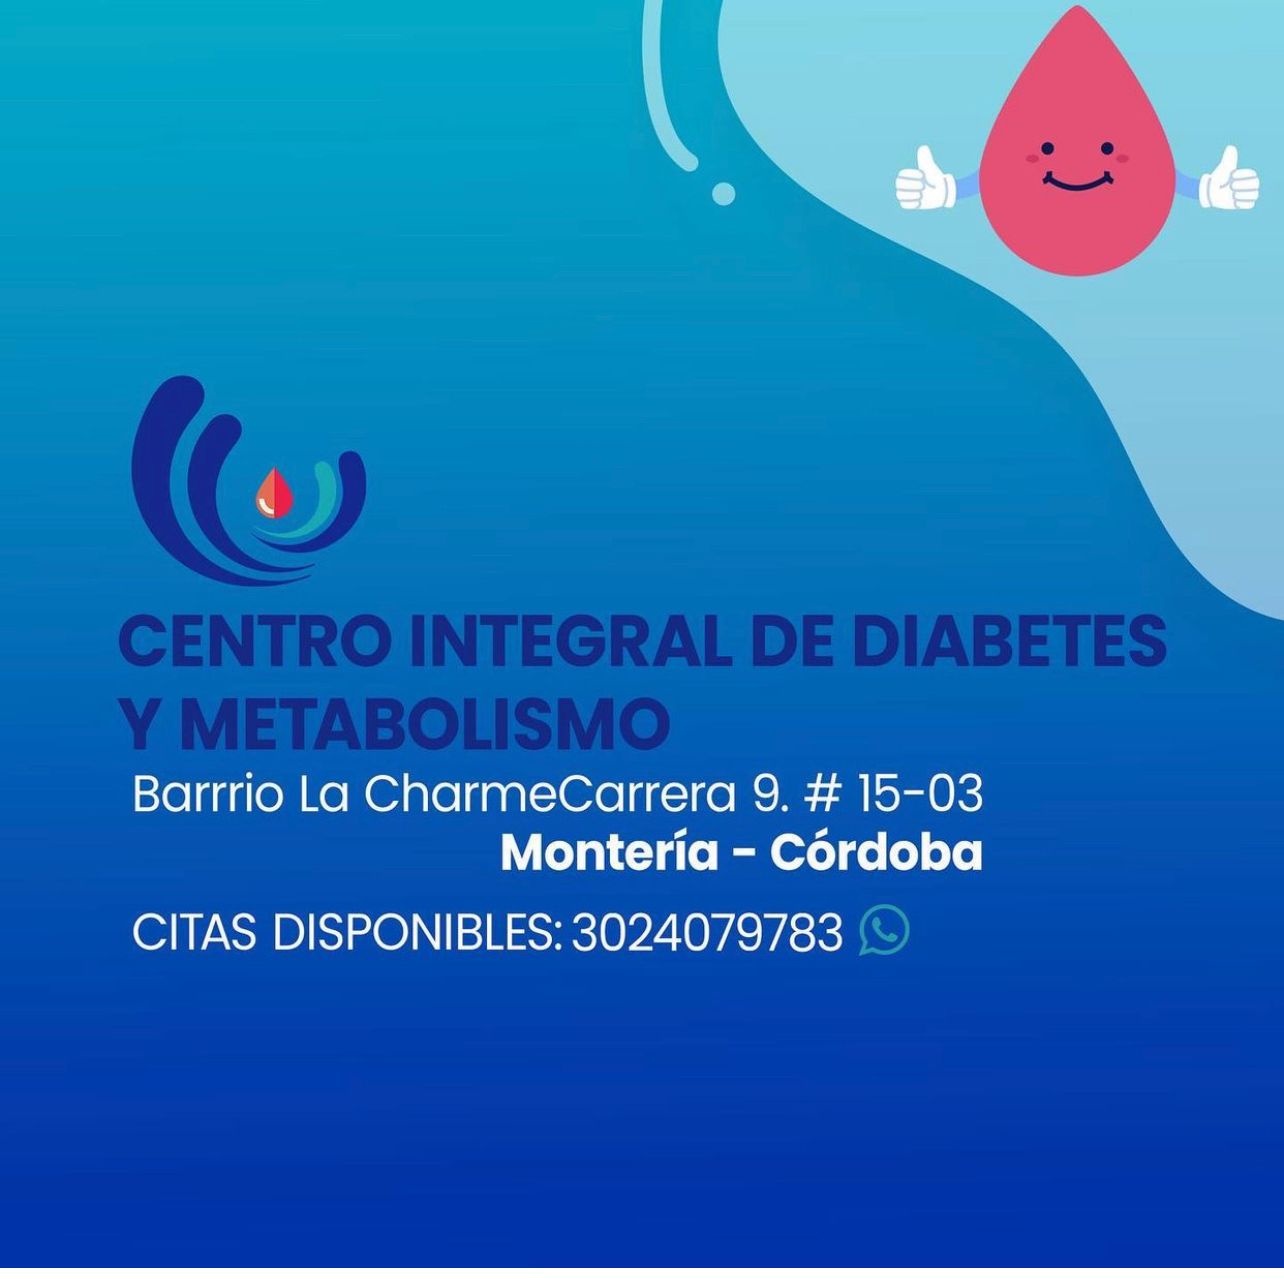 CENTRO INTEGRAL DE DIABETES
Y METABOLISMO
Barrrio La CharmeCarrera 9. # 15-03
Montería - Córdoba
CITAS DISPONIBLES: 3024079783